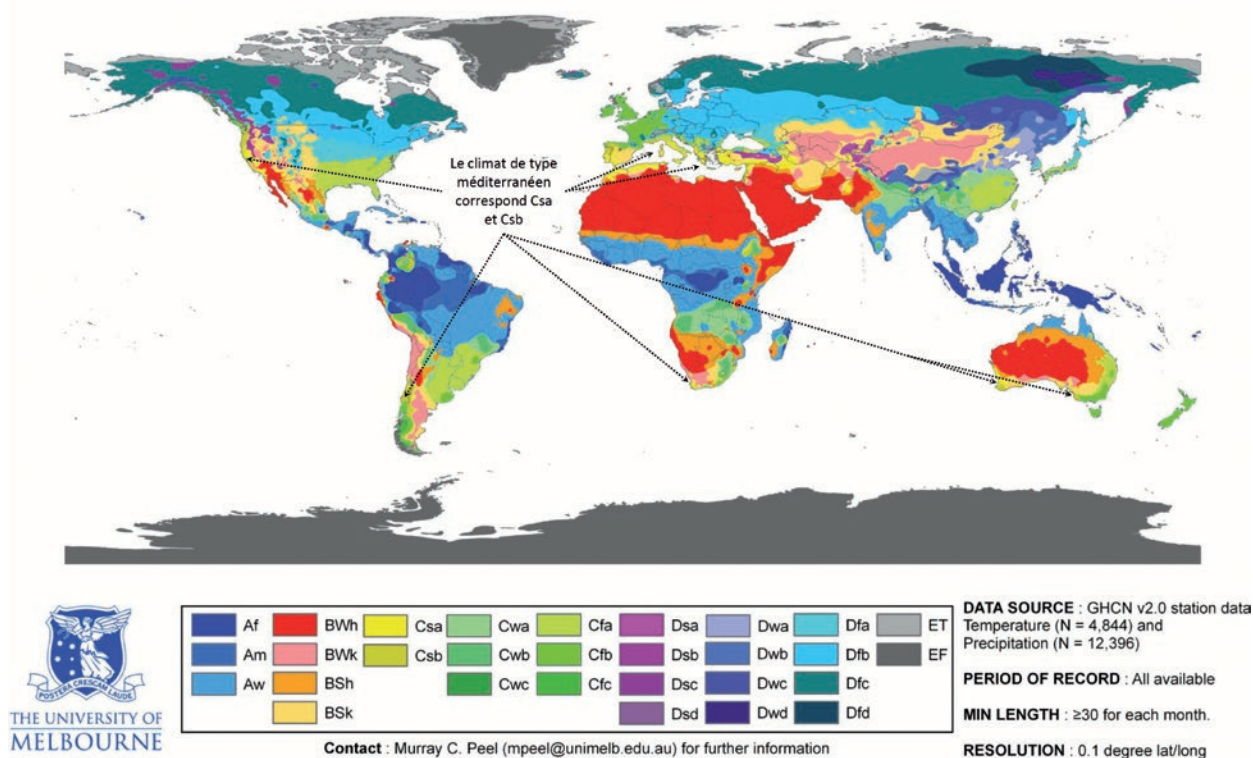 Le climat de type
méditerranéen
correspond Csa
et Csb
POSTERA CRESCAM LAUDE
THE UNIVERSITY OF
MELBOURNE
Af BWh Csa Cwa Cfa Dsa Dwa Dfa ET
Am BWk Csb Cwb Cfb Dsb Dwb Dfb EF
Aw BSh Cwc Cfc Dsc Dwc Dfc
BSk Dsd Dwd Dfd
Contact : Murray C. Peel (mpeel@unimelb.edu.au) for further information
DATA SOURCE : GHCN v2.0 station data
Temperature (N = 4,844) and
Precipitation (N = 12,396)
PERIOD OF RECORD : All available
MIN LENGTH : ≥30 for each month.
RESOLUTION : 0.1 degree lat/long